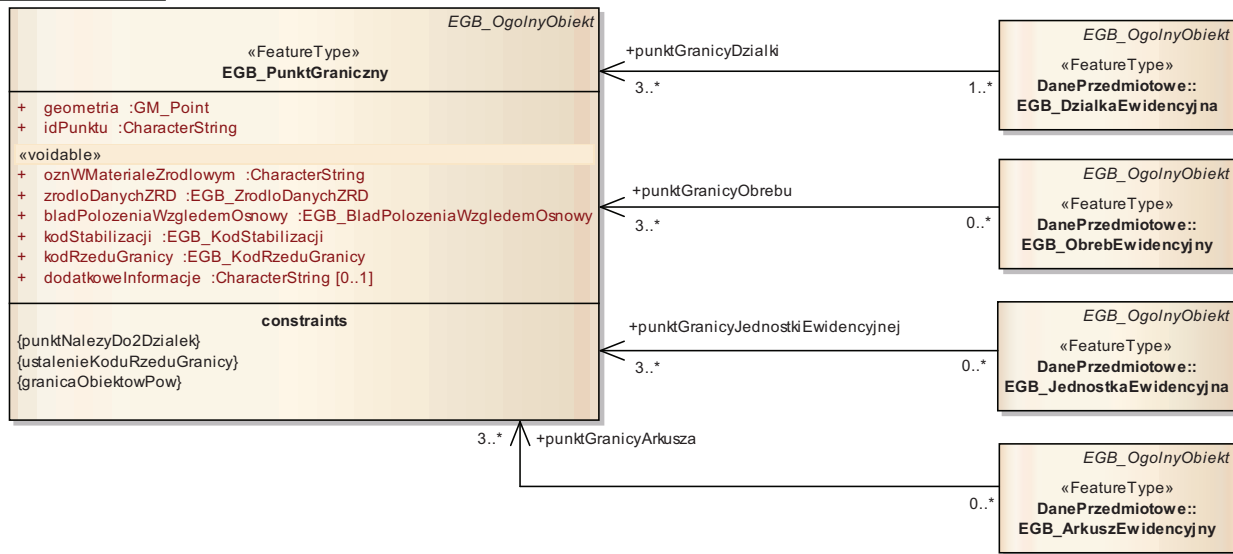 EGB_OgolnyObiekt
«FeatureType»
EGB_PunktGraniczny
+ geometria :GM_Point
+ idPunktu :CharacterString
«voidable»
+ oznWMaterialeZrodlowym :CharacterString
+ zrodloDanychZRD :EGB_ZrodloDanychZRD
+ bladPolozeniaWzgledemOsnowy :EGB_BladPolozeniaWzgledemOsnowy
+ kodStabilizacji :EGB_KodStabilizacji
+ kodRzeduGranicy :EGB_KodRzeduGranicy
+ dodatkoweInformacje :CharacterString [0..1]
constraints
{punktNalezyDo2Dzialek}
{ustalenieKoduRzeduGranicy}
{granicaObiektowPow}
+punktGranicyDzialki
3..*
1..*
EGB_OgolnyObiekt
«FeatureType»
DanePrzedmiotowe::
EGB_DzialkaEwidencyjna
+punktGranicyObrebu
3..*
0..*
EGB_OgolnyObiekt
«FeatureType»
DanePrzedmiotowe::
EGB_ObrebEwidencyjny
+punktGranicyJednostkiEwidencyjnej
3..*
0..*
EGB_OgolnyObiekt
«FeatureType»
DanePrzedmiotowe::
EGB_JednostkaEwidencyjna
3..*
+punktGranicyArkusza
0..*
EGB_OgolnyObiekt
«FeatureType»
DanePrzedmiotowe::
EGB_ArkuszEwidencyjny